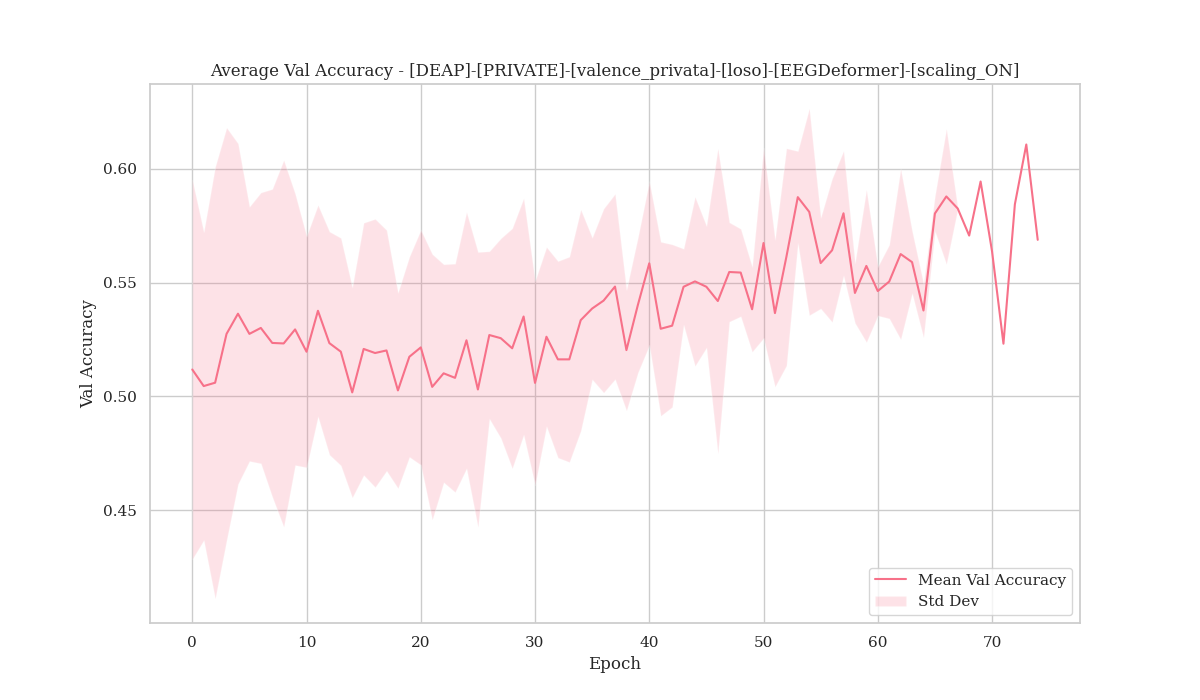 Average Val Accuracy - [DEAP]-[PRIVATE]-[valence_privata]-[loso]-[EEGDeformer]-[scaling_ON]
Val Accuracy
0.60
0.55
0.50
0.45
Mean Val Accuracy
Std Dev
0 10 20 30 40 50 60 70
Epoch